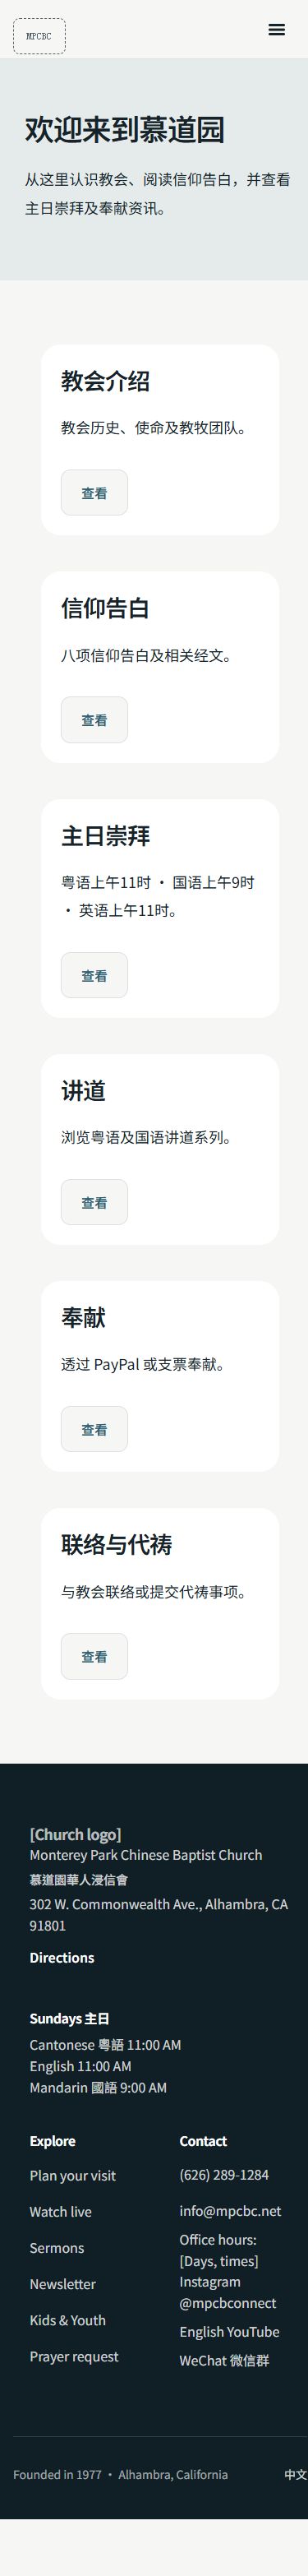 MPCBC
欢迎来到慕道园
从这里认识教会、阅读信仰告白，并查看
主日崇拜及奉献资讯。
教会介绍
教会历史、使命及教牧团队。
查看
信仰告白
八项信仰告白及相关经文。
查看
主日崇拜
粤语上午11时 · 国语上午9时
· 英语上午11时。
查看
讲道
浏览粤语及国语讲道系列。
查看
奉献
透过 PayPal 或支票奉献。
查看
联络与代祷
与教会联络或提交代祷事项。
查看
[Church logo]
Monterey Park Chinese Baptist Church
慕道園華人浸信會
302 W. Commonwealth Ave., Alhambra, CA
91801
Directions
Sundays 主日
Cantonese 粵語 11:00 AM
English 11:00 AM
Mandarin 國語 9:00 AM
Explore
Plan your visit
Watch live
Sermons
Newsletter
Kids & Youth
Prayer request
Contact
(626) 289-1284
info@mpcbc.net
Office hours:
[Days, times]
Instagram
@mpcbconnect
English YouTube
WeChat 微信群
Founded in 1977 · Alhambra, California
中文